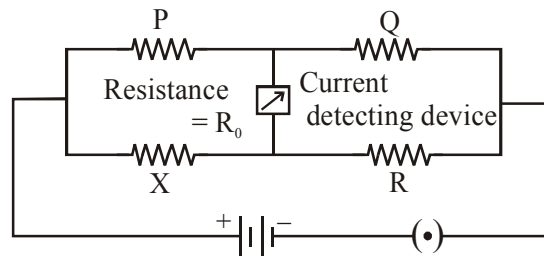 P
Q
Resistance
= R₀
Current
detecting device
X
R
+
−